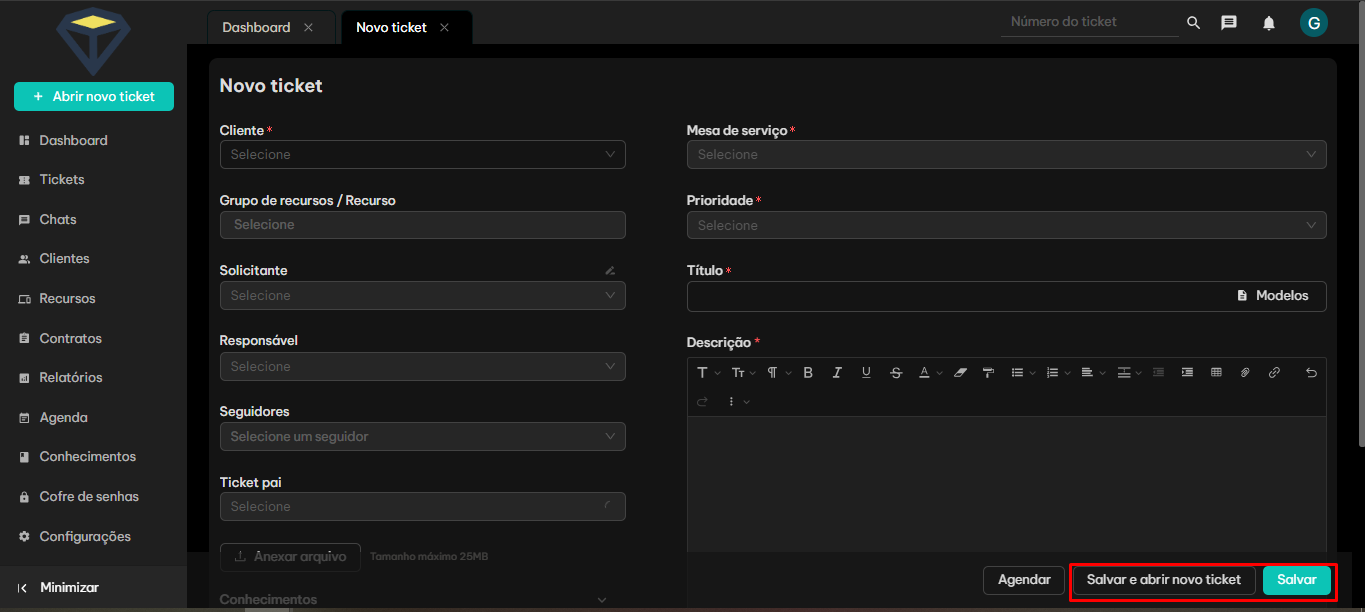 Dashboard
Novo ticket
Número do ticket
G
+ Abrir novo ticket
Dashboard
Tickets
Chats
Clientes
Recursos
Contratos
Relatórios
Agenda
Conhecimentos
Cofre de senhas
Configurações
Minimizar
Novo ticket
Cliente *
Selecione
Grupo de recursos / Recurso
Selecione
Solicitante
Selecione
Responsável
Selecione
Seguidores
Selecione um seguidor
Ticket pai
Selecione
Anexar arquivo Tamanho máximo 25MB
Conhecimentos
Mesa de serviço *
Selecione
Prioridade *
Selecione
Título *
Modelos
Descrição *
Agendar
Salvar e abrir novo ticket
Salvar